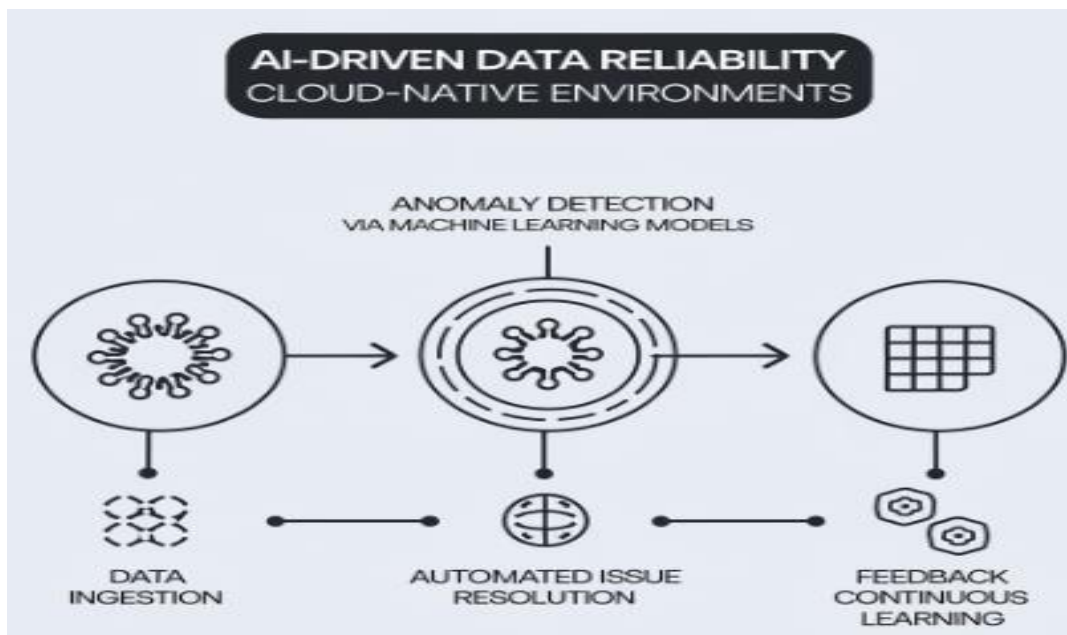 AI-DRIVEN DATA RELIABILITY
CLOUD-NATIVE ENVIRONMENTS
ANOMALY DETECTION
VIA MACHINE LEARNING MODELS
DATA
INGESTION
AUTOMATED ISSUE
RESOLUTION
FEEDBACK
CONTINUOUS
LEARNING